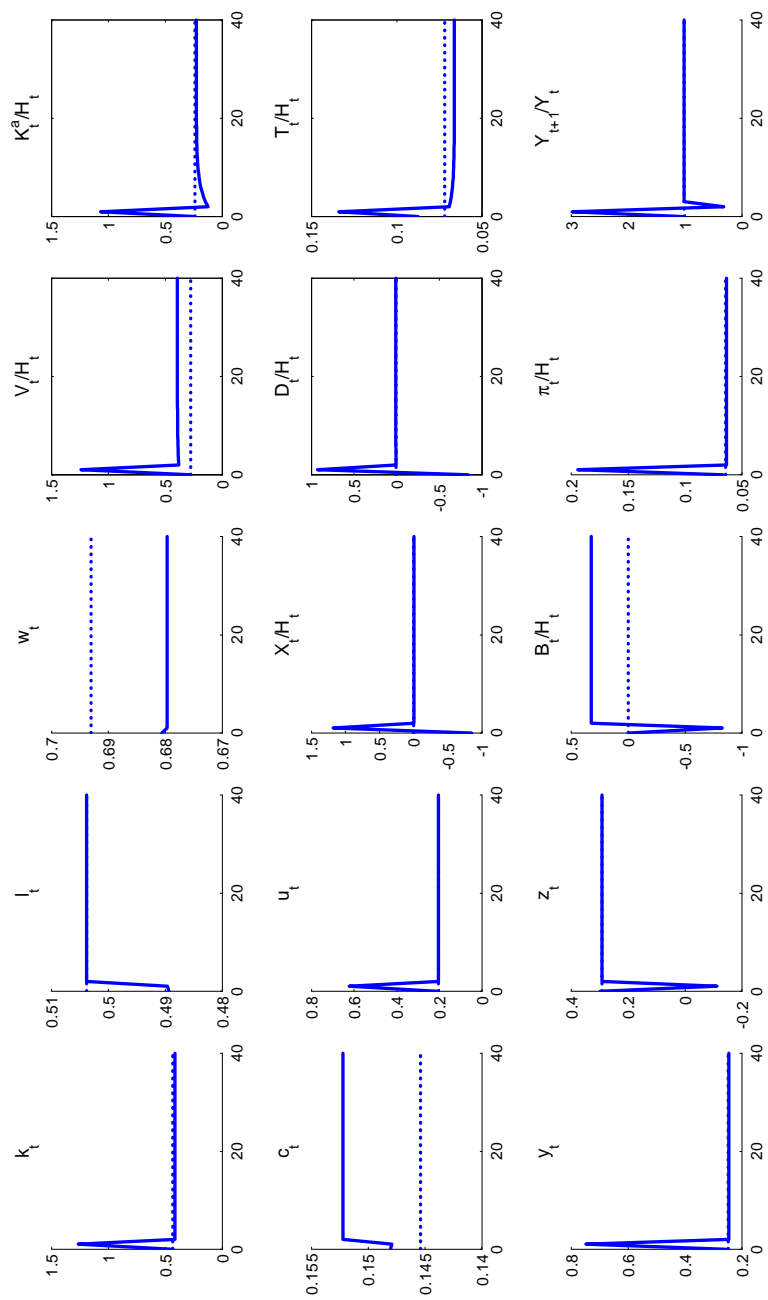 k_t
1.5
1
0.5
0
0 20 40
l_t
0.51
0.5
0.49
0.48
0 20 40
w_t
0.7
0.69
0.68
0.67
0 20 40
V_t/H_t
1.5
1
0.5
0
0 20 40
K^a_t/H_t
1.5
1
0.5
0
0 20 40
c_t
0.155
0.15
0.145
0.14
0 20 40
u_t
0.8
0.6
0.4
0.2
0
0 20 40
X_t/H_t
1.5
1
0.5
0
-0.5
-1
0 20 40
D_t/H_t
1
0.5
0
-0.5
-1
0 20 40
T_t/H_t
0.15
0.1
0.05
0 20 40
y_t
0.8
0.6
0.4
0.2
0 20 40
z_t
0.4
0.2
0
-0.2
0 20 40
B_t/H_t
0.5
0
-0.5
-1
0 20 40
π_t/H_t
0.2
0.15
0.1
0.05
0 20 40
Y_{t+1}/Y_t
3
2
1
0
0 20 40